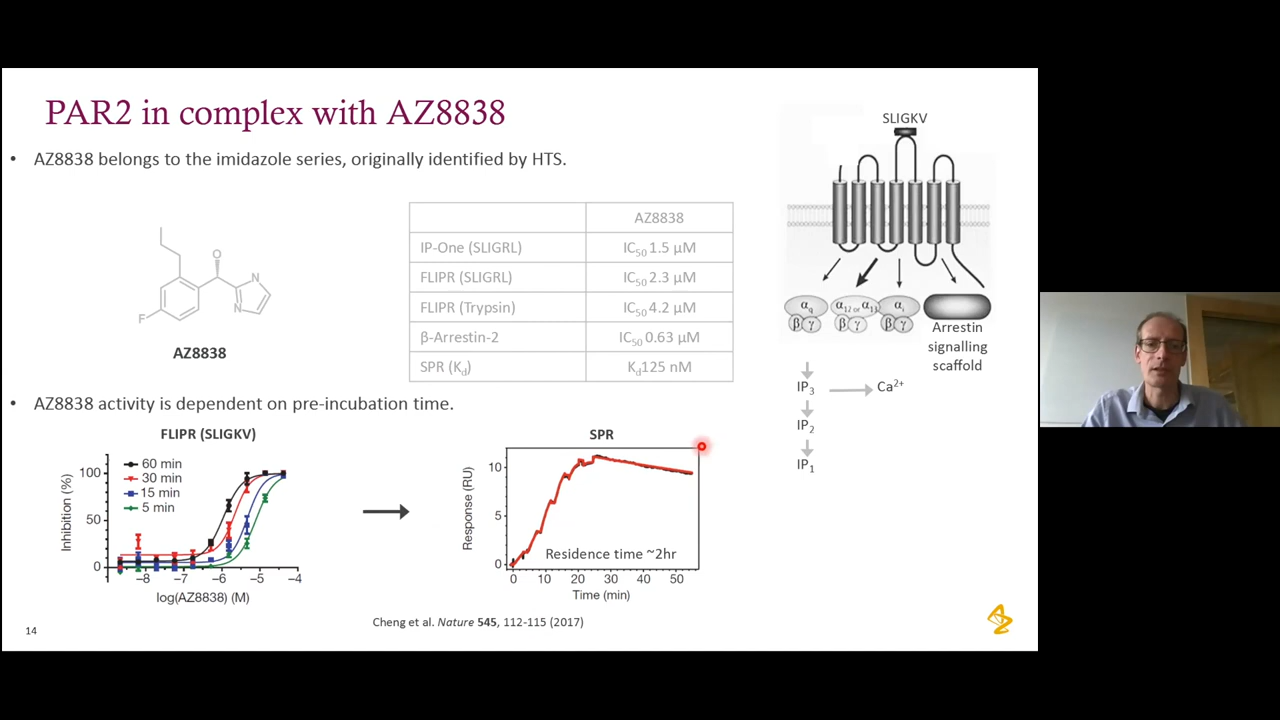 PAR2 in complex with AZ8838
• AZ8838 belongs to the imidazole series, originally identified by HTS.
O
N
N
F
AZ8838
AZ8838
IP-One (SLIGRL) IC50 1.5 µM
FLIPR (SLIGRL) IC50 2.3 µM
FLIPR (Trypsin) IC50 4.2 µM
β-Arrestin-2 IC50 0.63 µM
SPR (Kd) Kd125 nM
• AZ8838 activity is dependent on pre-incubation time.
FLIPR (SLIGKV)
60 min
30 min
15 min
5 min
Inhibition (%)
100
50
0
–8 –7 –6 –5 –4
log(AZ8838) (M)
SPR
Response (RU)
10
5
0
Residence time ~2hr
0 10 20 30 40 50
Time (min)
SLIGKV
αq α12 or α13 αi
β γ β γ β γ
Arrestin
signalling
scaffold
IP3 Ca2+
IP2
IP1
Cheng et al. Nature 545, 112-115 (2017)
14